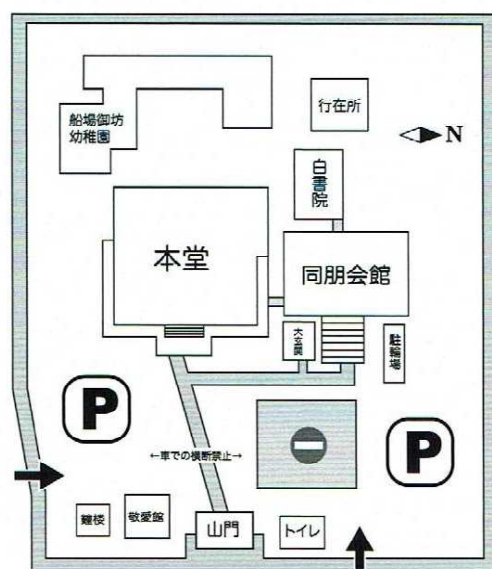 船場御坊
幼稚園
行在所
N
白書院
本堂
同朋会館
大玄関
駐輪場
P
P
←車での横断禁止→
鐘楼
敬愛館
山門
トイレ